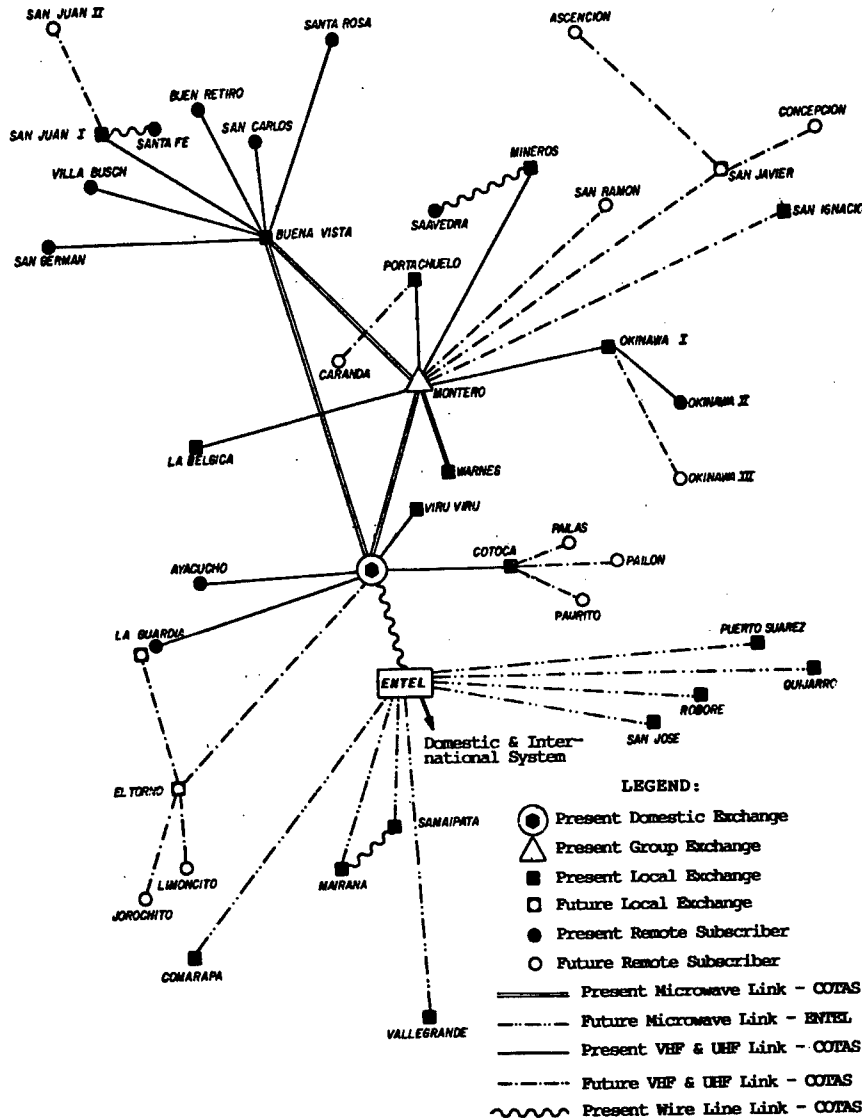 SAN JUAN II
SANTA ROSA
ASCENCION
BUEN RETIRO
CONCEPCION
SAN JUAN I
SANTA FÉ
SAN CARLOS
MINEROS
SAN JAVIER
VILLA BUSCH
SAN RAMON
SAAVEDRA
SAN IGNACIO
BUENA VISTA
SAN GERMAN
PORTACHUELO
OKINAWA I
CARANDA
MONTERO
OKINAWA II
LA BELGICA
WARNES
OKINAWA III
VIRU VIRU
PAILAS
COTOCA
PAILON
AYACUCHO
PAURITO
LA GUARDIA
PUERTO SUAREZ
ENTEL
QUIJARRO
ROBORE
SAN JOSE
Domestic & Inter-
national System
LEGEND:
EL TORNO
SAMAIPATA
Present Domestic Exchange
Present Group Exchange
LIMONCITO
MAIRANA
Present Local Exchange
JOROCHITO
Future Local Exchange
Present Remote Subscriber
COMARAPA
Future Remote Subscriber
Present Microwave Link - COTAS
VALLEGRANDE
Future Microwave Link - ENTEL
Present VHF & UHF Link - COTAS
Future VHF & UHF Link - COTAS
Present Wire Line Link - COTAS